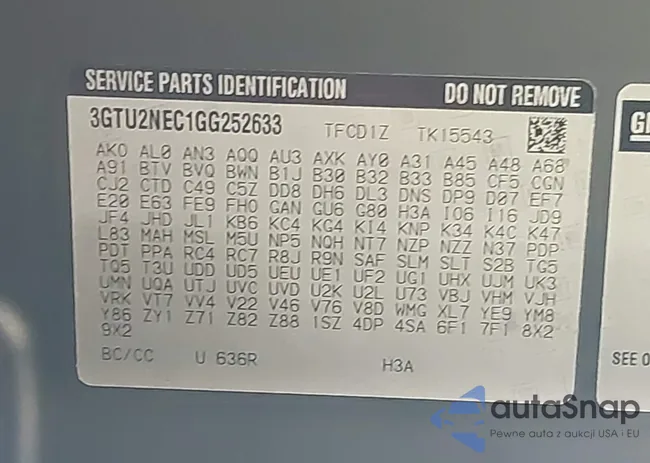 SERVICE PARTS IDENTIFICATION DO NOT REMOVE
3GTU2NEC1GG252633 TFCD1Z TK15543
AKO AL0 AN3 AQQ AU3 AXK AY0 A31 A45 A48 A68
A91 BTV BVQ BWN B1J B30 B32 B33 B85 CF5 CGN
CJ2 CTD C49 C5Z DD8 DH6 DL3 DNS DP9 D07 EF7
E20 E63 FE9 FHO GAN GU6 G80 H3A I06 I16 JD9
JF4 JHD JL1 KB6 KC4 KG4 KI4 KNP K34 K4C K47
L83 MAH MSL M5U NP5 NQH NT7 NZP NZZ N37 PDP
PDT PPA RC4 RC7 R8J R9N SAF SLM SLT S2B TG5
TQ5 T3U UDD UD5 UEU UE1 UF2 UG1 UHX UJM UK3
UMN UQA UTJ UVC UVD U2K U2L U73 VBJ VHM VJH
VRK VT7 VV4 V22 V46 V76 V8D WMG XL7 YE9 YM8
Y86 ZY1 Z71 Z82 Z88 1SZ 4DP 4SA 6F1 7F1 8X2
9X2
BC/CC U 636R H3A
SEE O
autaSnap
Pewne auta z aukcji USA i EU